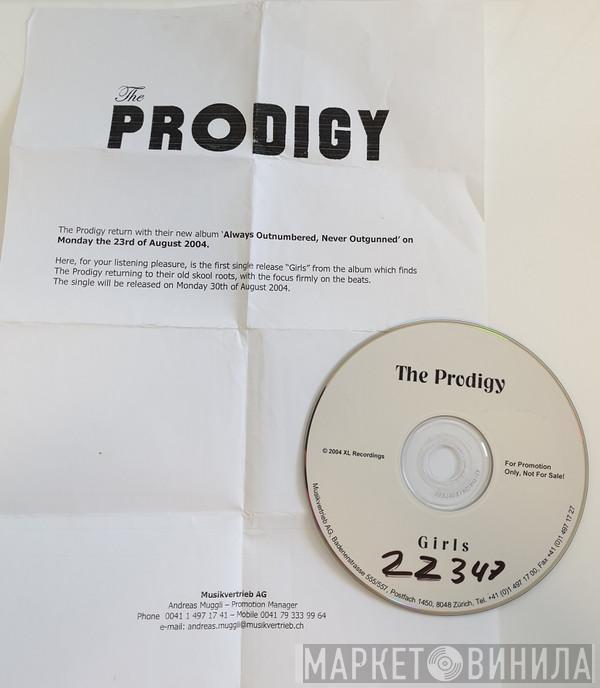 The
PRODIGY
The Prodigy return with their new album 'Always Outnumbered, Never Outgunned' on
Monday the 23rd of August 2004.
Here, for your listening pleasure, is the first single release "Girls" from the album which finds
The Prodigy returning to their old skool roots, with the focus firmly on the beats.
The single will be released on Monday 30th of August 2004.
Musikvertrieb AG
Andreas Muggli – Promotion Manager
Phone 0041 1 497 17 41 – Mobile 0041 79 333 99 64
e-mail: andreas.muggli@musikvertrieb.ch
The Prodigy
© 2004 XL Recordings
For Promotion
Only, Not For Sale!
Girls
22347
Musikvertrieb AG, Badenerstrasse 555/557, Postfach 1450, 8048 Zürich, Tel. +41 (0)1 497 17 00, Fax +41 (0)1 497 17 27
МАРКЕТ ВИНИЛА